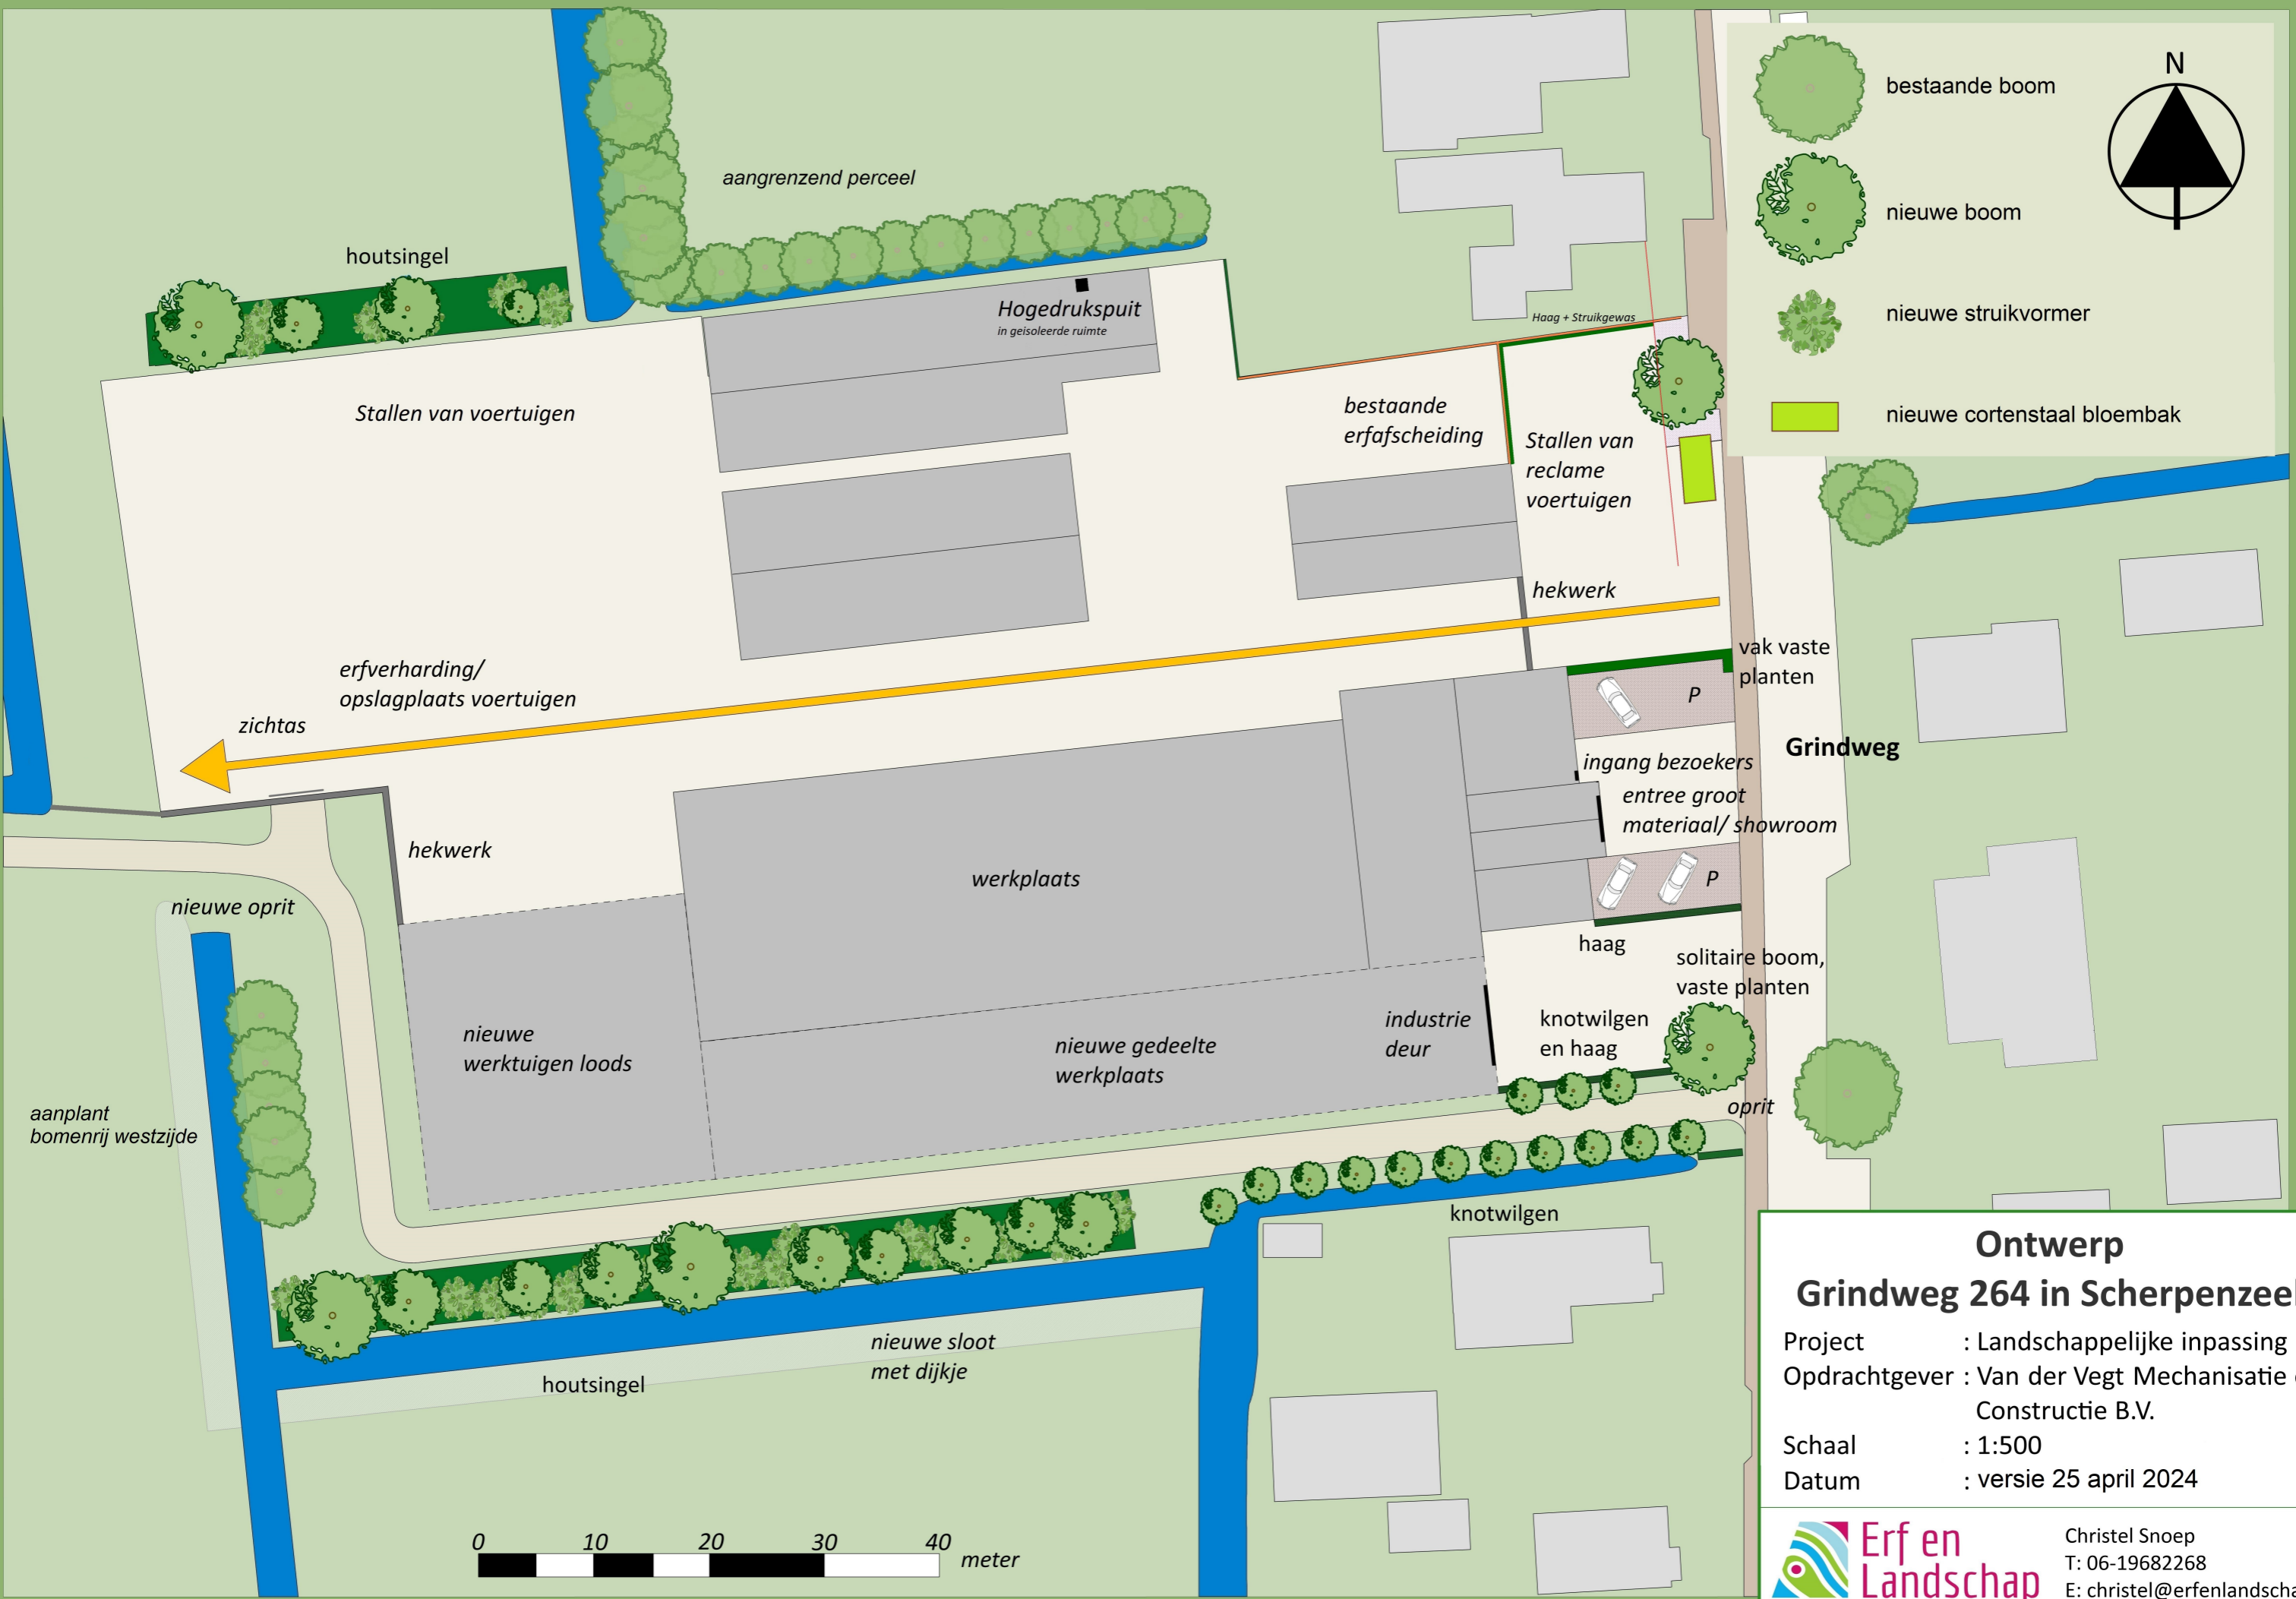 N
bestaande boom
nieuwe boom
nieuwe struikvormer
nieuwe cortenstaal bloembak
aangrenzend perceel
houtsingel
Hogedrukspuit
in geisoleerde ruimte
Haag + Struikgewas
Stallen van voertuigen
bestaande
erfafscheiding
Stallen van
reclame
voertuigen
hekwerk
vak vaste
planten
erfverharding/
opslagplaats voertuigen
zichtas
P
Grindweg
ingang bezoekers
entree groot
materiaal/ showroom
hekwerk
werkplaats
P
nieuwe oprit
haag
solitaire boom,
vaste planten
nieuwe
werktuigen loods
nieuwe gedeelte
werkplaats
industrie
deur
knotwilgen
en haag
aanplant
bomenrij westzijde
oprit
knotwilgen
nieuwe sloot
met dijkje
houtsingel
0 10 20 30 40
meter
Ontwerp
Grindweg 264 in Scherpenzeel
Project : Landschappelijke inpassing
Opdrachtgever : Van der Vegt Mechanisatie
Constructie B.V.
Schaal : 1:500
Datum : versie 25 april 2024
Erf en
Landschap
Christel Snoep
T: 06-19682268
E: christel@erfenlandscha